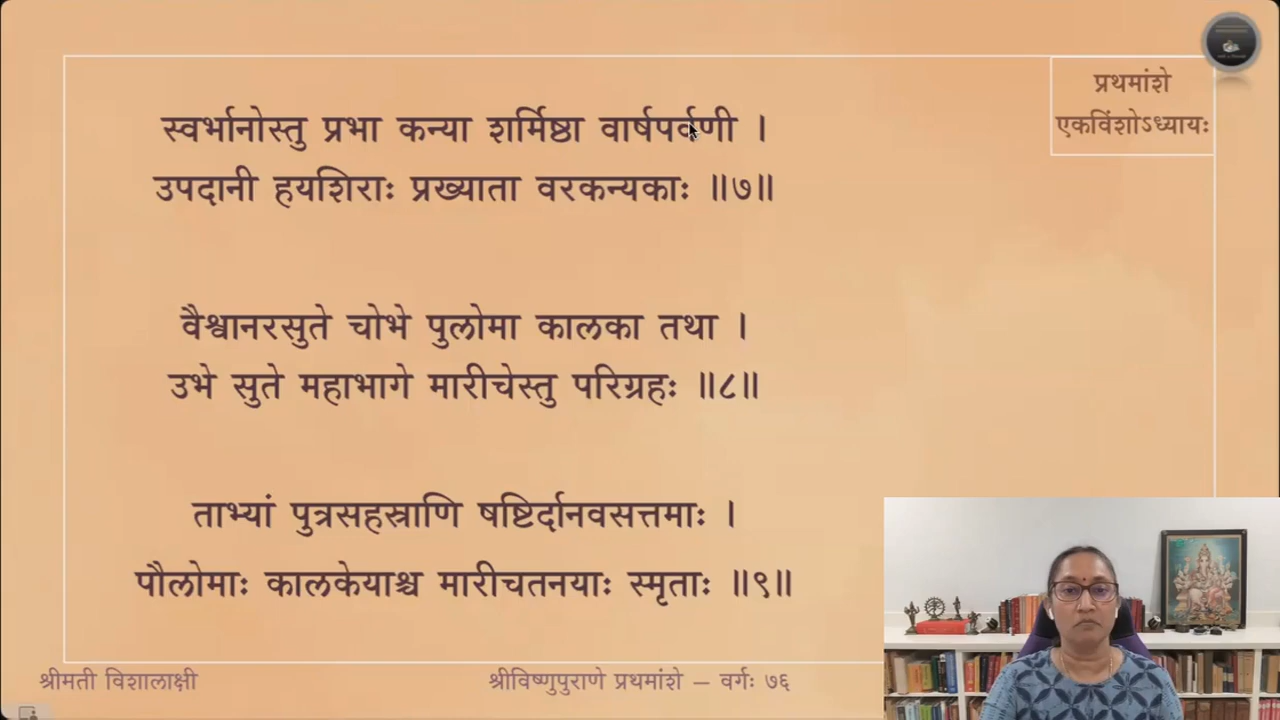 प्रथमांशे
एकविंशोऽध्यायः
स्वर्भानोस्तु प्रभा कन्या शर्मिष्ठा वार्षपर्वणी ।
उपदानी हयशिराः प्रख्याता वरकन्यकाः ॥७॥
वैश्वानरसुते चोभे पुलोमा कालका तथा ।
उभे सुते महाभागे मारीचेस्तु परिग्रहः ॥८॥
ताभ्यां पुत्रसहस्राणि षष्टिर्दानवसत्तमाः ।
पौलोमाः कालकेयाश्च मारीचतनयाः स्मृताः ॥९॥
श्रीमती विशालाक्षी
श्रीविष्णुपुराणे प्रथमांशे – वर्गः ७६